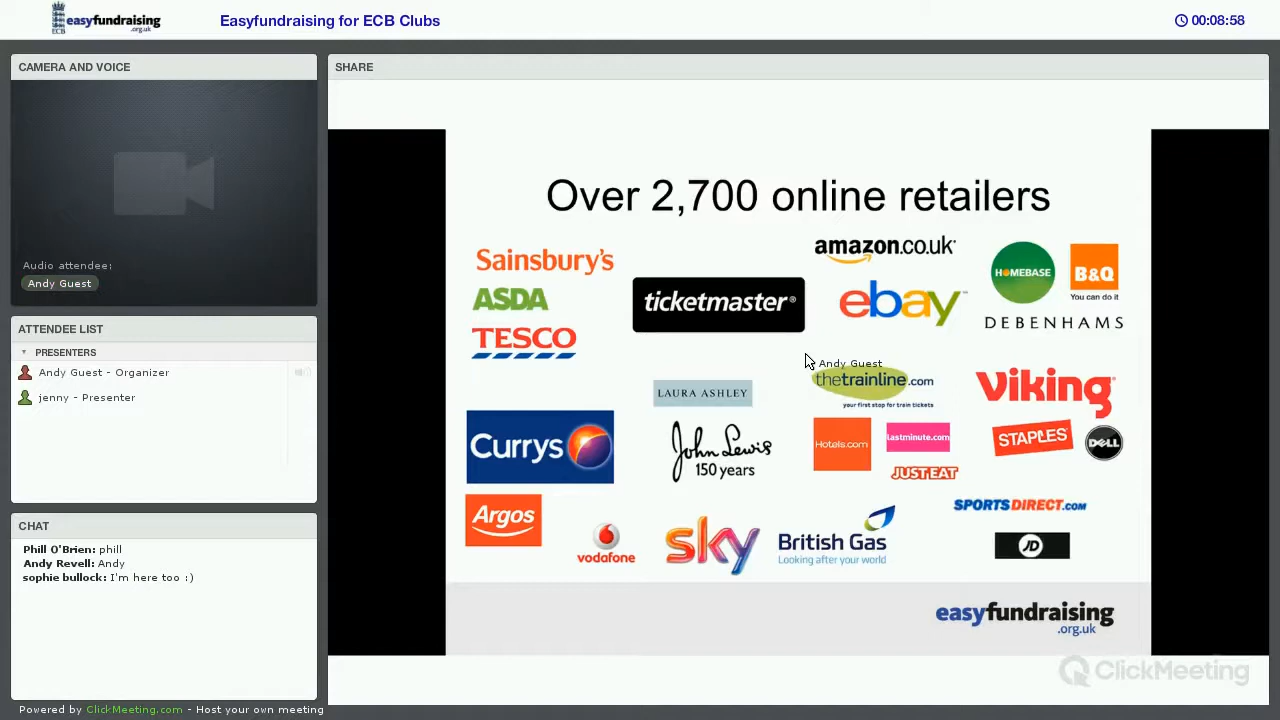 ECB
easyfundraising
.org.uk
Easyfundraising for ECB Clubs
00:08:58
CAMERA AND VOICE
Audio attendee:
Andy Guest
ATTENDEE LIST
PRESENTERS
Andy Guest - Organizer
jenny - Presenter
CHAT
Phill O'Brien: phill
Andy Revell: Andy
sophie bullock: I'm here too :)
Powered by ClickMeeting.com - Host your own meeting
SHARE
Over 2,700 online retailers
Sainsbury's
ASDA
TESCO
ticketmaster®
amazon.co.uk
ebay™
HOMEBASE
B&Q
You can do it
DEBENHAMS
Andy Guest
LAURA ASHLEY
thetrainline.com
your first stop for train tickets
Viking
Currys
John Lewis
150 years
Hotels.com
lastminute.com
JUST-EAT
STAPLES
DELL
Argos
vodafone
sky
British Gas
Looking after your world
SPORTSDIRECT.COM
JD
easyfundraising
.org.uk
ClickMeeting